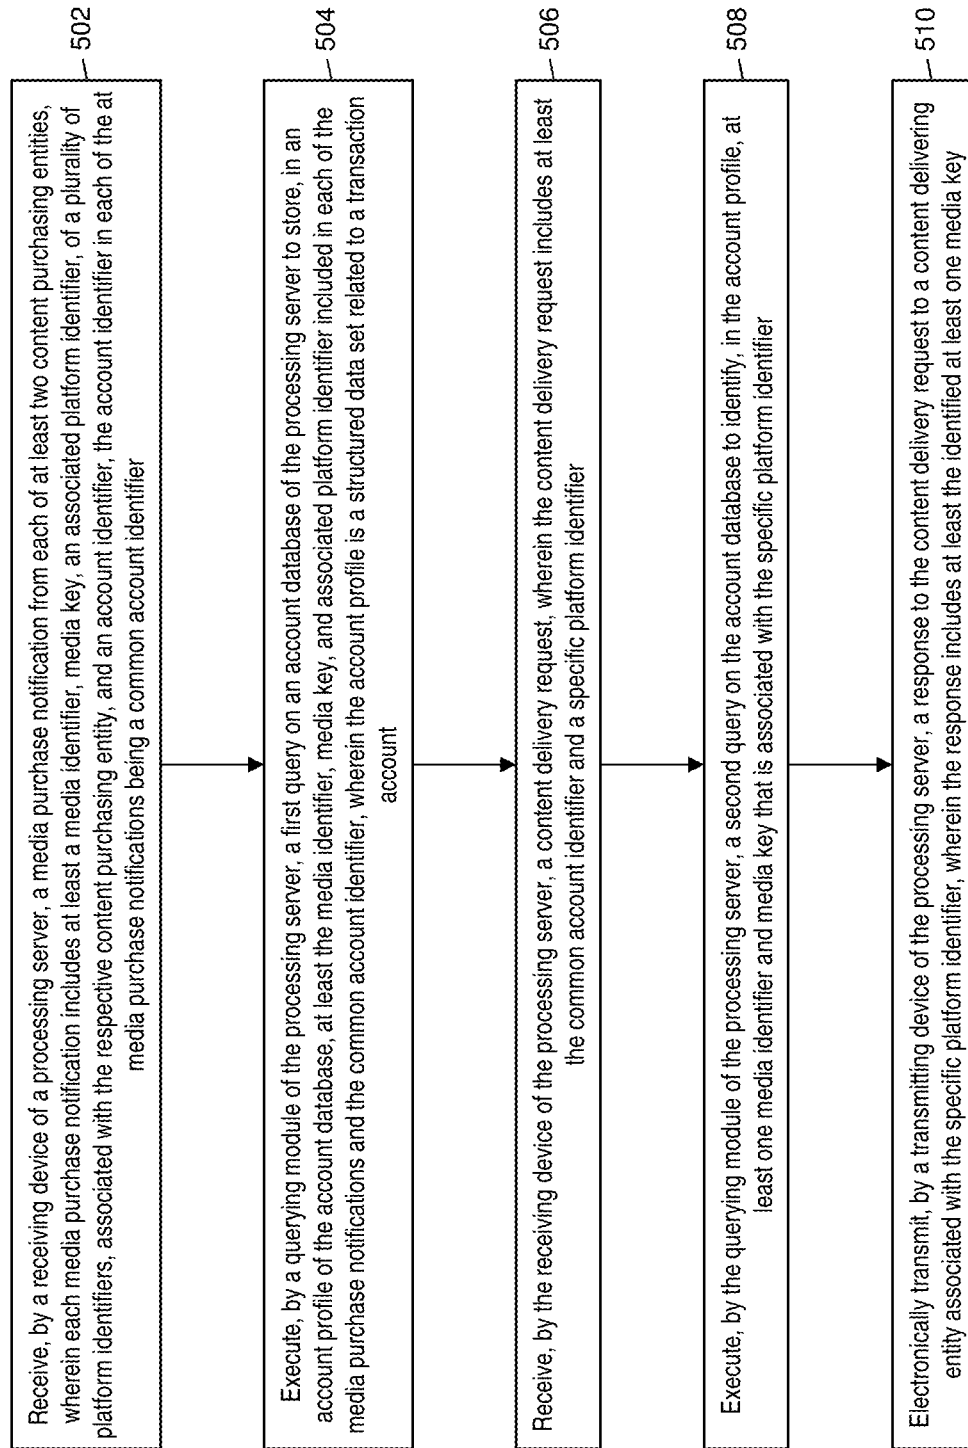 Receive, by a receiving device of a processing server, a media purchase notification from each of at least two content purchasing entities,
wherein each media purchase notification includes at least a media identifier, media key, an associated platform identifier, of a plurality of
platform identifiers, associated with the respective content purchasing entity, and an account identifier, the account identifier in each of the at
media purchase notifications being a common account identifier
502
Execute, by a querying module of the processing server, a first query on an account database of the processing server to store, in an
account profile of the account database, at least the media identifier, media key, and associated platform identifier included in each of the
media purchase notifications and the common account identifier, wherein the account profile is a structured data set related to a transaction
account
504
Receive, by the receiving device of the processing server, a content delivery request, wherein the content delivery request includes at least
the common account identifier and a specific platform identifier
506
Execute, by the querying module of the processing server, a second query on the account database to identify, in the account profile, at
least one media identifier and media key that is associated with the specific platform identifier
508
Electronically transmit, by a transmitting device of the processing server, a response to the content delivery request to a content delivering
entity associated with the specific platform identifier, wherein the response includes at least the identified at least one media key
510